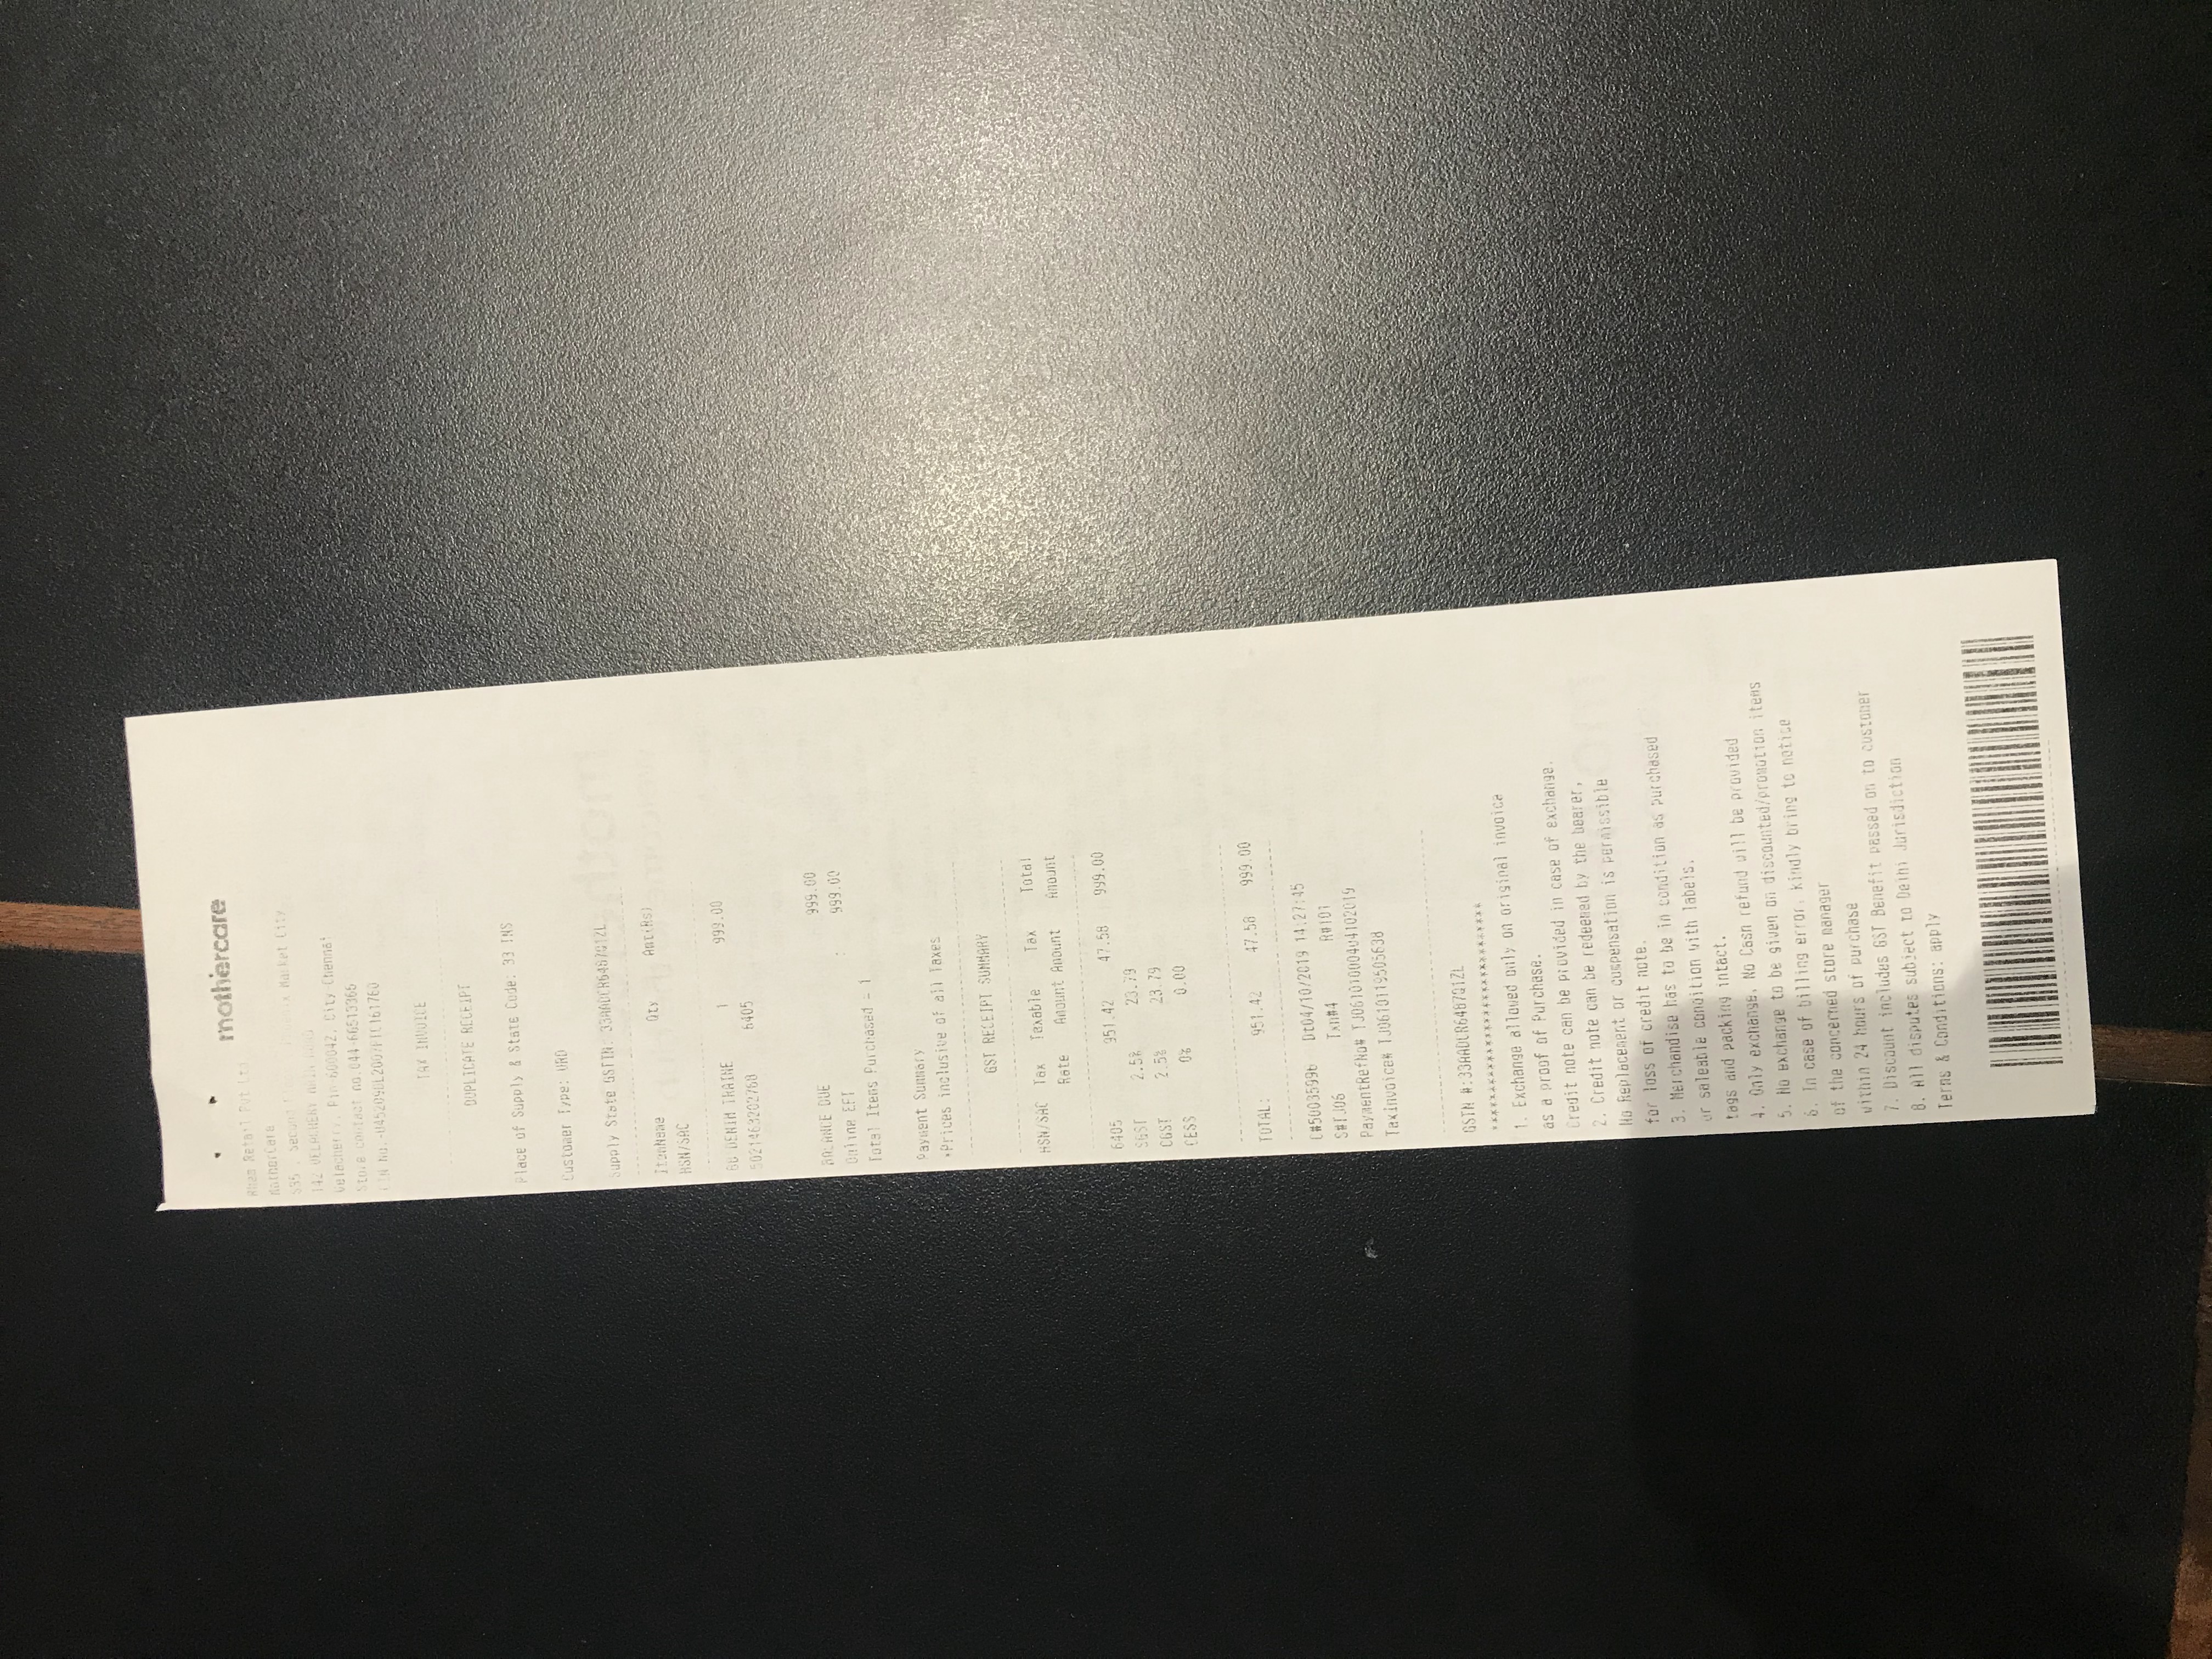 mothercare
Retail Pvt Ltd
MotherCare
S35 , Second Market City
142 VELACHERY MAIN ROAD
Velachery, Pin-600042, City-Chennai
Store contact no.044-66513366
CIN No.-U45209DL2007PTC161760
TAX INVOICE
DUPLICATE RECEIPT
Place of Supply & State Code: 33 INS
Customer Type: URD
Supply State GSTIN: 33AADCR6487Q1ZL
ItemName Qty Amt(Rs)
HSN/SAC
DENIM TRAINE 1 999.00
5021463202768 6405
BALANCE DUE 999.00
Online EFT : 999.00
Total Items Purchased = 1
Payment Summary
*Prices inclusive of all Taxes
GST RECEIPT SUMMARY
HSN/SAC Tax Taxable Tax Total
Rate Amount Amount Amount
6405 951.42 47.58 999.00
SGST 2.5% 23.79
CGST 2.5% 23.79
CESS 0% 0.00
TOTAL: 951.42 47.58 999.00
Dt04/10/2019 14:27:45
S#TJ06 Txn#4 R#101
PaymentRefNo# TJ0610100404102019
TaxInvoice# TJ0610119505638
GSTN #:33AADCR6487Q1ZL
***************************
1. Exchange allowed only on original invoice
as a proof of Purchase.
Credit note can be provided in case of exchange.
2. Credit note can be redeemed by the bearer,
No Replacement or compensation is permissible
for loss of credit note.
3. Merchandise has to be in condition as purchased
or saleable condition with labels,
tags and packing intact.
4. Only exchange, No Cash refund will be provided
5. No exchange to be given on discounted/promotion items
6. In case of billing error, kindly bring to notice
of the concerned store manager
within 24 hours of purchase
7. Discount includes GST Benefit passed on to customer
8. All disputes subject to Delhi Jurisdiction
Terms & Conditions: apply